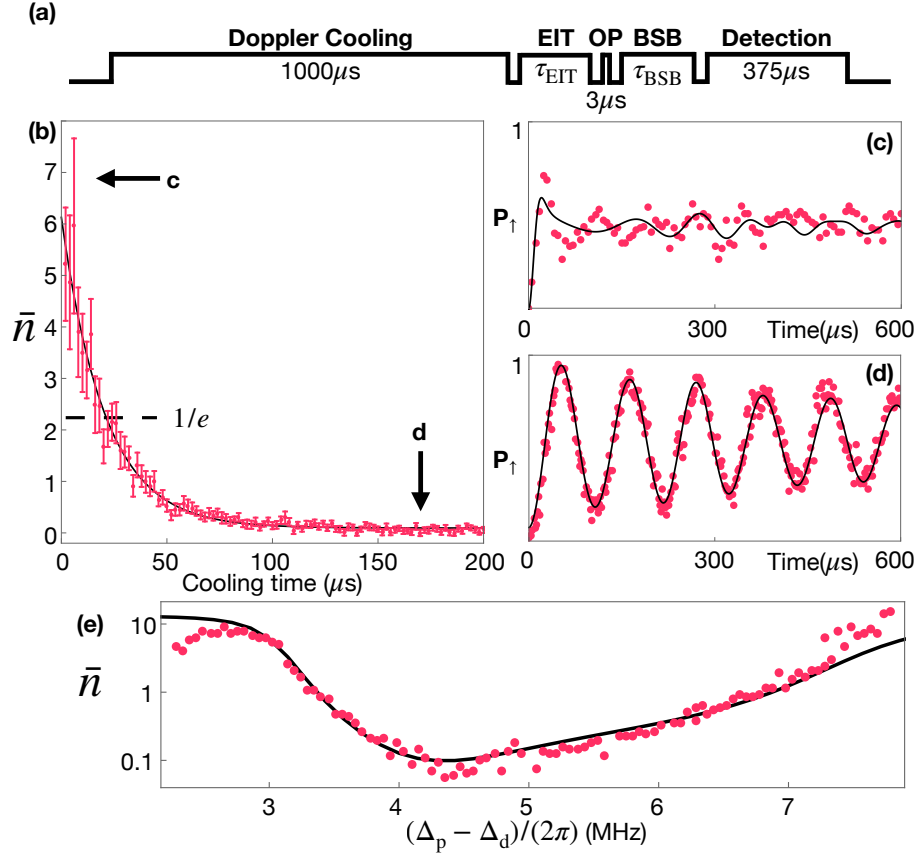 (a)
Doppler Cooling EIT OP BSB Detection
1000μs τ_EIT τ_BSB 375μs
3μs
(b)
7
6
5
4
3
2
1
0
n̄
c
1/e
d
0 50 100 150 200
Cooling time (μs)
(c)
1
P↑
0 300 Time(μs) 600
(d)
1
P↑
0 300 Time(μs) 600
(e)
10
1
0.1
n̄
3 4 5 6 7
(Δ_p − Δ_d)/(2π) (MHz)